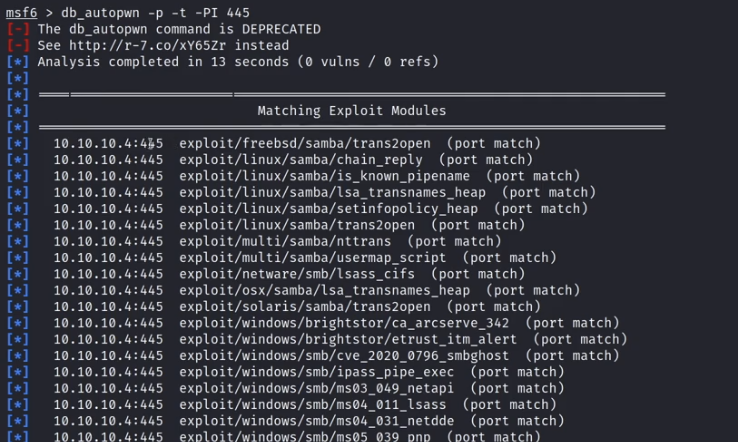 msf6 > db_autopwn -p -t -PI 445
[-] The db_autopwn command is DEPRECATED
[-] See http://r-7.co/xY65Zr instead
[*] Analysis completed in 13 seconds (0 vulns / 0 refs)
[*]
[*] ================================================================================
[*]                            Matching Exploit Modules
[*] ================================================================================
[*]   10.10.10.4:445  exploit/freebsd/samba/trans2open  (port match)
[*]   10.10.10.4:445  exploit/linux/samba/chain_reply  (port match)
[*]   10.10.10.4:445  exploit/linux/samba/is_known_pipename  (port match)
[*]   10.10.10.4:445  exploit/linux/samba/lsa_transnames_heap  (port match)
[*]   10.10.10.4:445  exploit/linux/samba/setinfopolicy_heap  (port match)
[*]   10.10.10.4:445  exploit/linux/samba/trans2open  (port match)
[*]   10.10.10.4:445  exploit/multi/samba/nttrans  (port match)
[*]   10.10.10.4:445  exploit/multi/samba/usermap_script  (port match)
[*]   10.10.10.4:445  exploit/netware/smb/lsass_cifs  (port match)
[*]   10.10.10.4:445  exploit/osx/samba/lsa_transnames_heap  (port match)
[*]   10.10.10.4:445  exploit/solaris/samba/trans2open  (port match)
[*]   10.10.10.4:445  exploit/windows/brightstor/ca_arcserve_342  (port match)
[*]   10.10.10.4:445  exploit/windows/brightstor/etrust_itm_alert  (port match)
[*]   10.10.10.4:445  exploit/windows/smb/cve_2020_0796_smbghost  (port match)
[*]   10.10.10.4:445  exploit/windows/smb/ipass_pipe_exec  (port match)
[*]   10.10.10.4:445  exploit/windows/smb/ms03_049_netapi  (port match)
[*]   10.10.10.4:445  exploit/windows/smb/ms04_011_lsass  (port match)
[*]   10.10.10.4:445  exploit/windows/smb/ms04_031_netdde  (port match)
[*]   10.10.10.4:445  exploit/windows/smb/ms05_039_pnp  (port match)